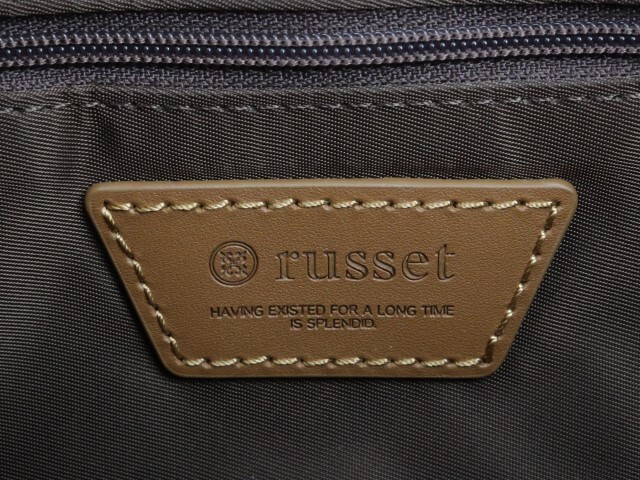 russet
HAVING EXISTED FOR A LONG TIME
IS SPLENDID.